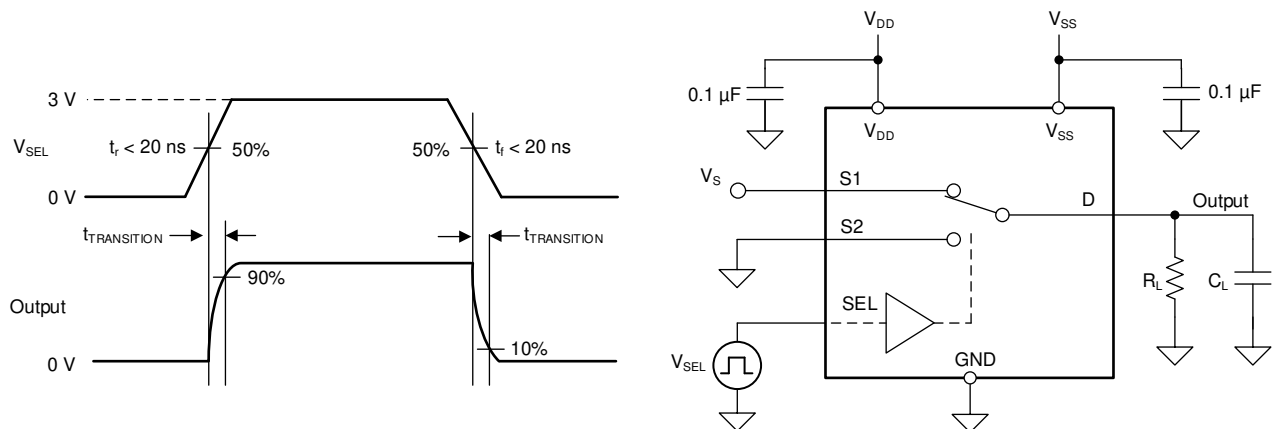 3 V
V_SEL
t_r < 20 ns
50%
50%
t_f < 20 ns
0 V
t_TRANSITION
t_TRANSITION
90%
Output
10%
0 V
V_DD
V_SS
0.1 µF
0.1 µF
V_DD
V_SS
V_S
S1
D
Output
S2
R_L
C_L
SEL
V_SEL
GND